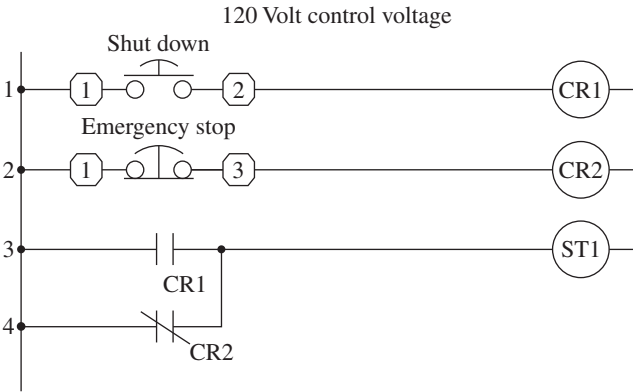 120 Volt control voltage
Shut down
1 1 2 CR1
Emergency stop
2 1 3 CR2
3 ST1
CR1
4
CR2